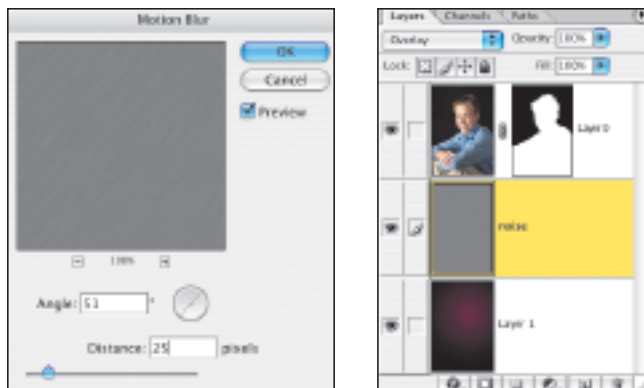 Motion Blur
OK
Cancel
Preview
100%
Angle: 51 °
Distance: 25 pixels
Layers Channels Paths
Overlay Opacity: 100%
Lock: Fill: 100%
Layer 0
noise
Layer 1